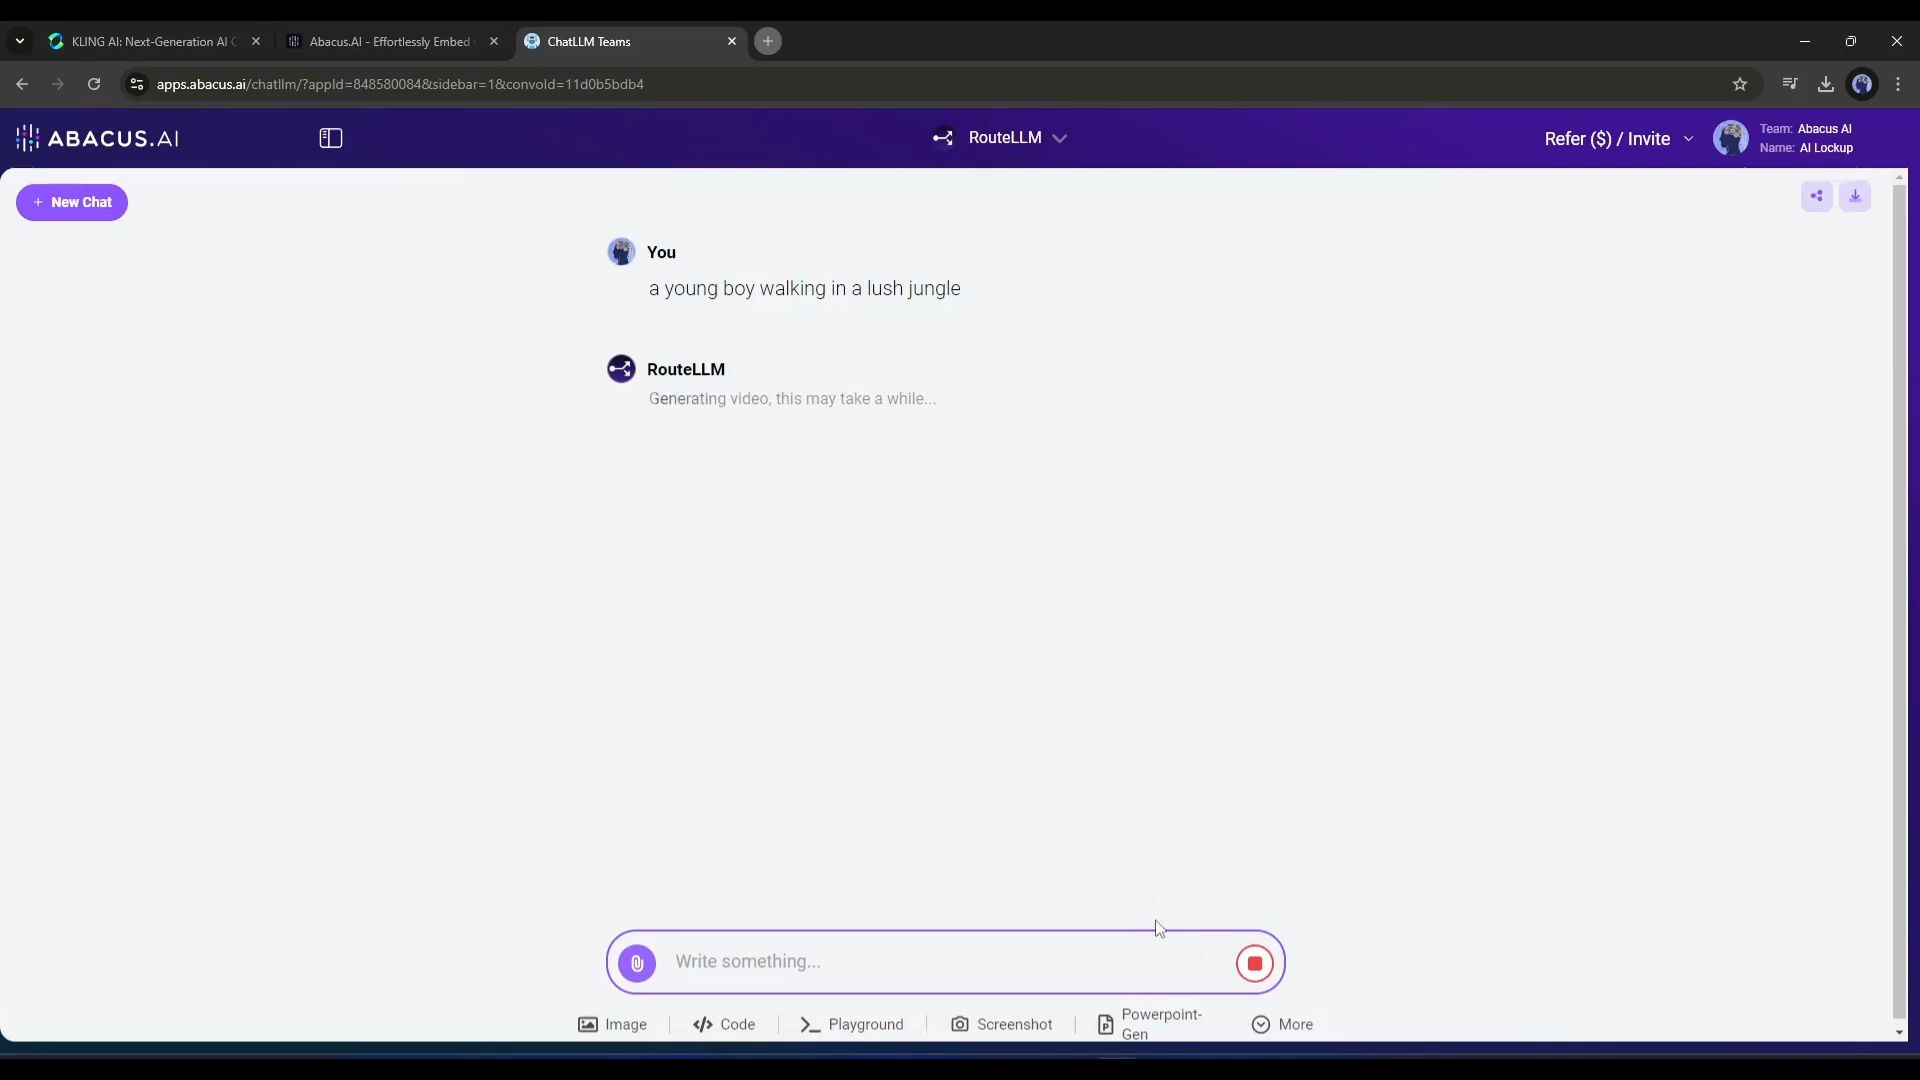 KLING AI: Next-Generation AI C
Abacus.AI - Effortlessly Embed
ChatLLM Teams
apps.abacus.ai/chatllm/?appId=848580084&sidebar=1&convoId=11d0b5bdb4
ABACUS.AI
RouteLLM
Refer ($) / Invite
Team: Abacus AI
Name: AI Lockup
+ New Chat
You
a young boy walking in a lush jungle
RouteLLM
Generating video, this may take a while...
Write something...
Image
Code
Playground
Screenshot
Powerpoint-
Gen
More